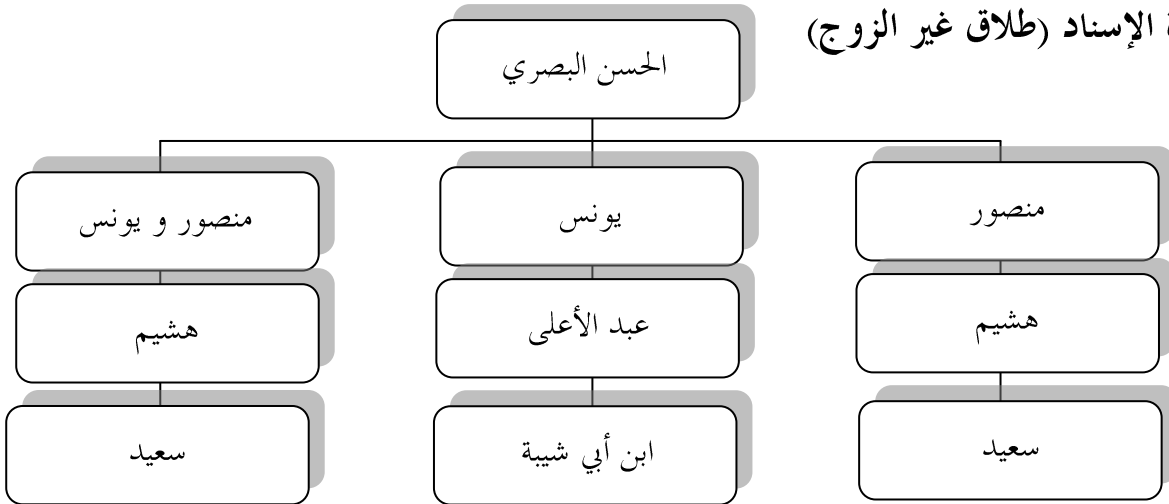 الإسناد (طلاق غير الزوج)
الحسن البصري
منصور
يونس
منصور و يونس
هشيم
عبد الأعلى
هشيم
سعيد
ابن أبي شيبة
سعيد